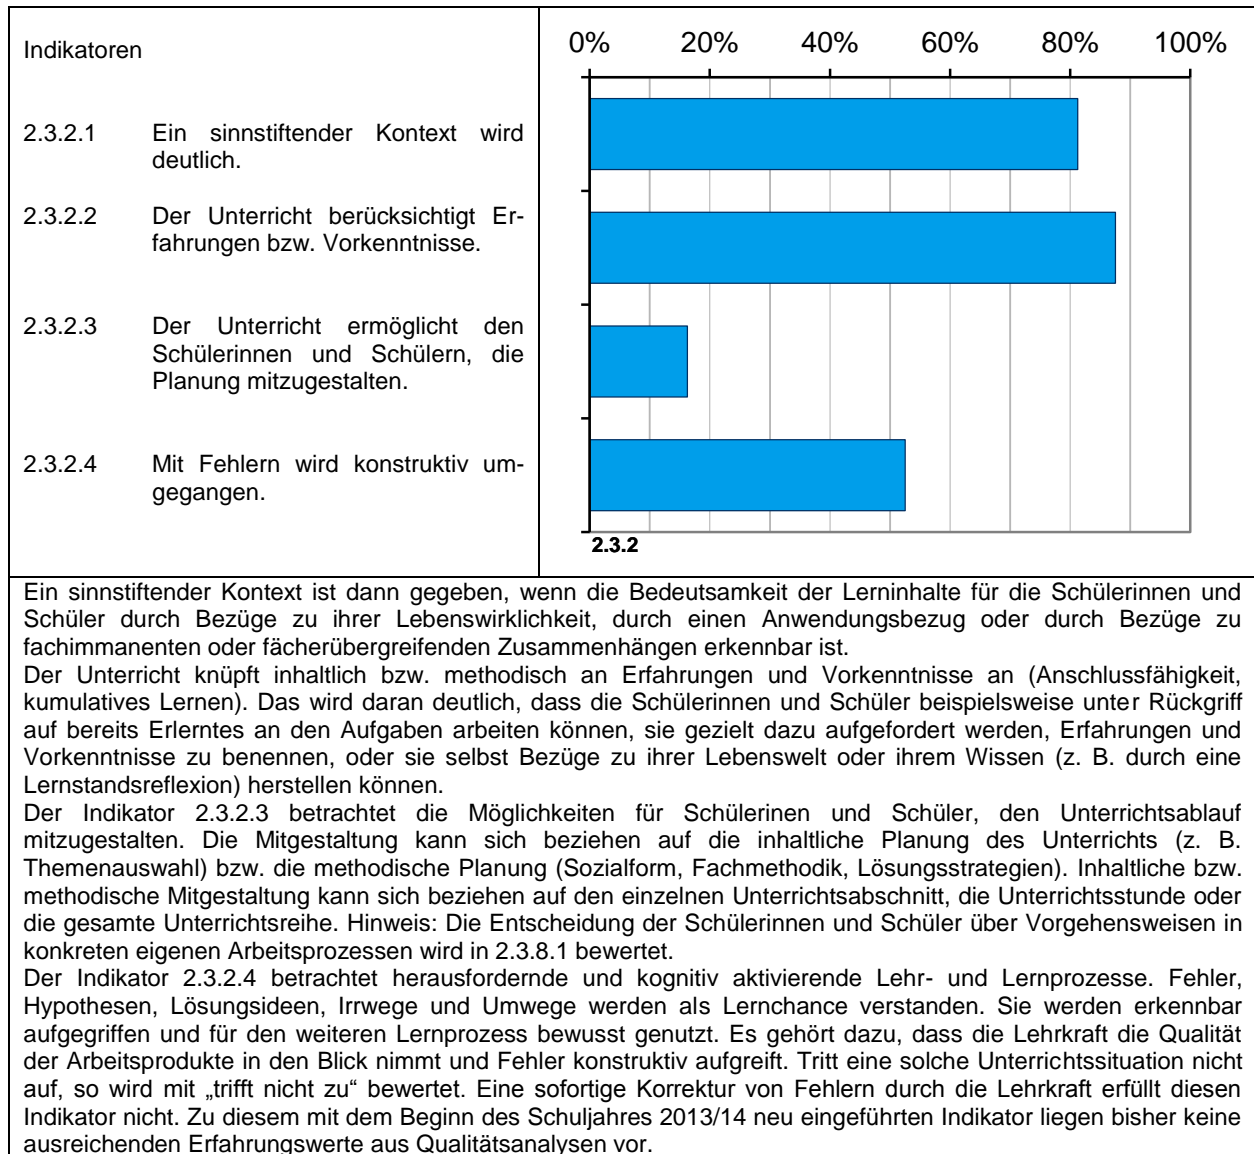 Indikatoren
0% 20% 40% 60% 80% 100%
2.3.2.1 Ein sinnstiftender Kontext wird
deutlich.
2.3.2.2 Der Unterricht berücksichtigt Er-
fahrungen bzw. Vorkenntnisse.
2.3.2.3 Der Unterricht ermöglicht den
Schülerinnen und Schülern, die
Planung mitzugestalten.
2.3.2.4 Mit Fehlern wird konstruktiv um-
gegangen.
2.3.2
Ein sinnstiftender Kontext ist dann gegeben, wenn die Bedeutsamkeit der Lerninhalte für die Schülerinnen und
Schüler durch Bezüge zu ihrer Lebenswirklichkeit, durch einen Anwendungsbezug oder durch Bezüge zu
fachimmanenten oder fächerübergreifenden Zusammenhängen erkennbar ist.
Der Unterricht knüpft inhaltlich bzw. methodisch an Erfahrungen und Vorkenntnisse an (Anschlussfähigkeit,
kumulatives Lernen). Das wird daran deutlich, dass die Schülerinnen und Schüler beispielsweise unter Rückgriff
auf bereits Erlerntes an den Aufgaben arbeiten können, sie gezielt dazu aufgefordert werden, Erfahrungen und
Vorkenntnisse zu benennen, oder sie selbst Bezüge zu ihrer Lebenswelt oder ihrem Wissen (z. B. durch eine
Lernstandsreflexion) herstellen können.
Der Indikator 2.3.2.3 betrachtet die Möglichkeiten für Schülerinen und Schüler, den Unterrichtsablauf
mitzugestalten. Die Mitgestaltung kann sich beziehen auf die inhaltliche Planung des Unterrichts (z. B.
Themenauswahl) bzw. die methodische Planung (Sozialform, Fachmethodik, Lösungsstrategien). Inhaltliche bzw.
methodische Mitgestaltung kann sich beziehen auf den einzelnen Unterrichtsabschnitt, die Unterrichtsstunde oder
die gesamte Unterrichtsreihe. Hinweis: Die Entscheidung der Schülerinnen und Schüler über Vorgehensweisen in
konkreten eigenen Arbeitsprozessen wird in 2.3.8.1 bewertet.
Der Indikator 2.3.2.4 betrachtet herausfordernde und kognitiv aktivierende Lehr- und Lernprozesse. Fehler,
Hypothesen, Lösungsideen, Irrwege und Umwege werden als Lernchance verstanden. Sie werden erkennbar
aufgegriffen und für den weiteren Lernprozess bewusst genutzt. Es gehört dazu, dass die Lehrkraft die Qualität
der Arbeitsprodukte in den Blick nimmt und Fehler konstruktiv aufgreift. Tritt eine solche Unterrichtssituation nicht
auf, so wird mit „trifft nicht zu“ bewertet. Eine sofortige Korrektur von Fehlern durch die Lehrkraft erfüllt diesen
Indikator nicht. Zu diesem mit dem Beginn des Schuljahres 2013/14 neu eingeführten Indikator liegen bisher keine
ausreichenden Erfahrungswerte aus Qualitätsanalysen vor.